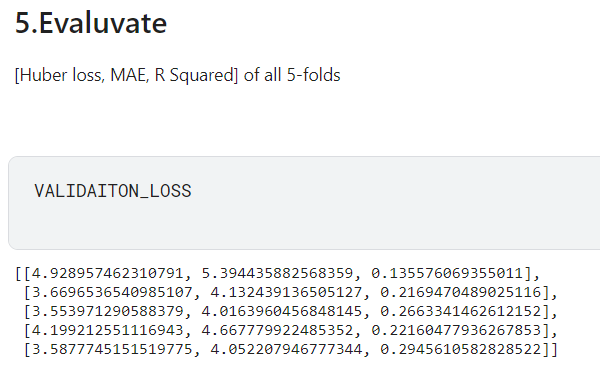 5.Evaluvate
[Huber loss, MAE, R Squared] of all 5-folds
VALIDAITON_LOSS
[[4.928957462310791, 5.394435882568359, 0.135576069355011],
[3.6696536540985107, 4.132439136505127, 0.2169470489025116],
[3.553971290588379, 4.0163960456848145, 0.2663341462612152],
[4.199212551116943, 4.667779922485352, 0.22160477936267853],
[3.5877745151519775, 4.052207946777344, 0.2945610582828522]]